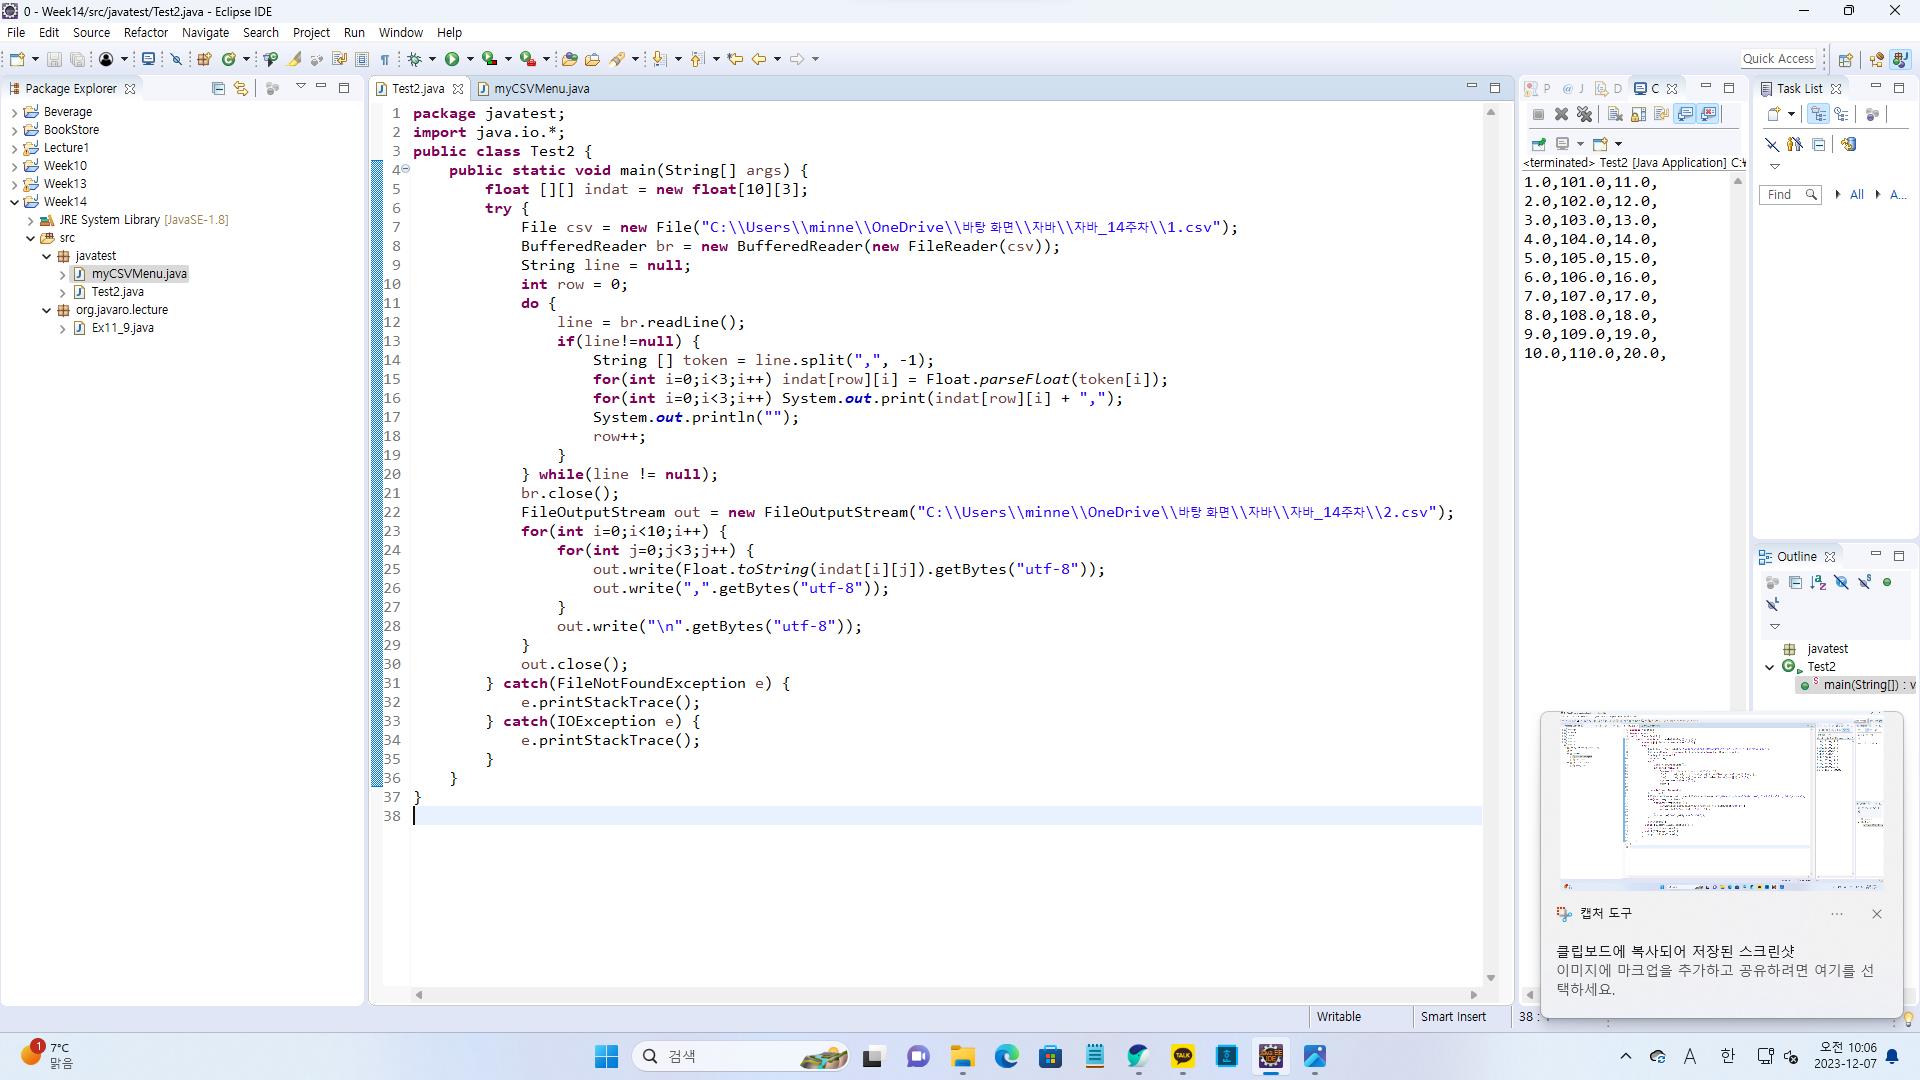 0 - Week14/src/javatest/Test2.java - Eclipse IDE
File Edit Source Refactor Navigate Search Project Run Window Help
Quick Access
Package Explorer
Beverage
BookStore
Lecture1
Week10
Week13
Week14
JRE System Library [JavaSE-1.8]
src
javatest
myCSVMenu.java
Test2.java
org.javaro.lecture
Ex11_9.java
Test2.java myCSVMenu.java
1 package javatest;
2 import java.io.*;
3 public class Test2 {
4 public static void main(String[] args) {
5 float [][] indat = new float[10][3];
6 try {
7 File csv = new File("C:\\Users\\minne\\OneDrive\\바탕 화면\\자바\\자바_14주차\\1.csv");
8 BufferedReader br = new BufferedReader(new FileReader(csv));
9 String line = null;
10 int row = 0;
11 do {
12 line = br.readLine();
13 if(line!=null) {
14 String [] token = line.split(",", -1);
15 for(int i=0;i<3;i++) indat[row][i] = Float.parseFloat(token[i]);
16 for(int i=0;i<3;i++) System.out.print(indat[row][i] + ",");
17 System.out.println("");
18 row++;
19 }
20 } while(line != null);
21 br.close();
22 FileOutputStream out = new FileOutputStream("C:\\Users\\minne\\OneDrive\\바탕 화면\\자바\\자바_14주차\\2.csv");
23 for(int i=0;i<10;i++) {
24 for(int j=0;j<3;j++) {
25 out.write(Float.toString(indat[i][j]).getBytes("utf-8"));
26 out.write(",".getBytes("utf-8"));
27 }
28 out.write("\n".getBytes("utf-8"));
29 }
30 out.close();
31 } catch(FileNotFoundException e) {
32 e.printStackTrace();
33 } catch(IOException e) {
34 e.printStackTrace();
35 }
36 }
37 }
38
P @ J D C
<terminated> Test2 [Java Application] C:\
1.0,101.0,11.0,
2.0,102.0,12.0,
3.0,103.0,13.0,
4.0,104.0,14.0,
5.0,105.0,15.0,
6.0,106.0,16.0,
7.0,107.0,17.0,
8.0,108.0,18.0,
9.0,109.0,19.0,
10.0,110.0,20.0,
Task List
Find All A...
Outline
javatest
Test2
main(String[]) : v
캡처 도구
클립보드에 복사되어 저장된 스크린샷
이미지에 마크업을 추가하고 공유하려면 여기를 선
택하세요.
Writable Smart Insert 38 :
1 7°C
맑음
검색
A 한
오전 10:06
2023-12-07